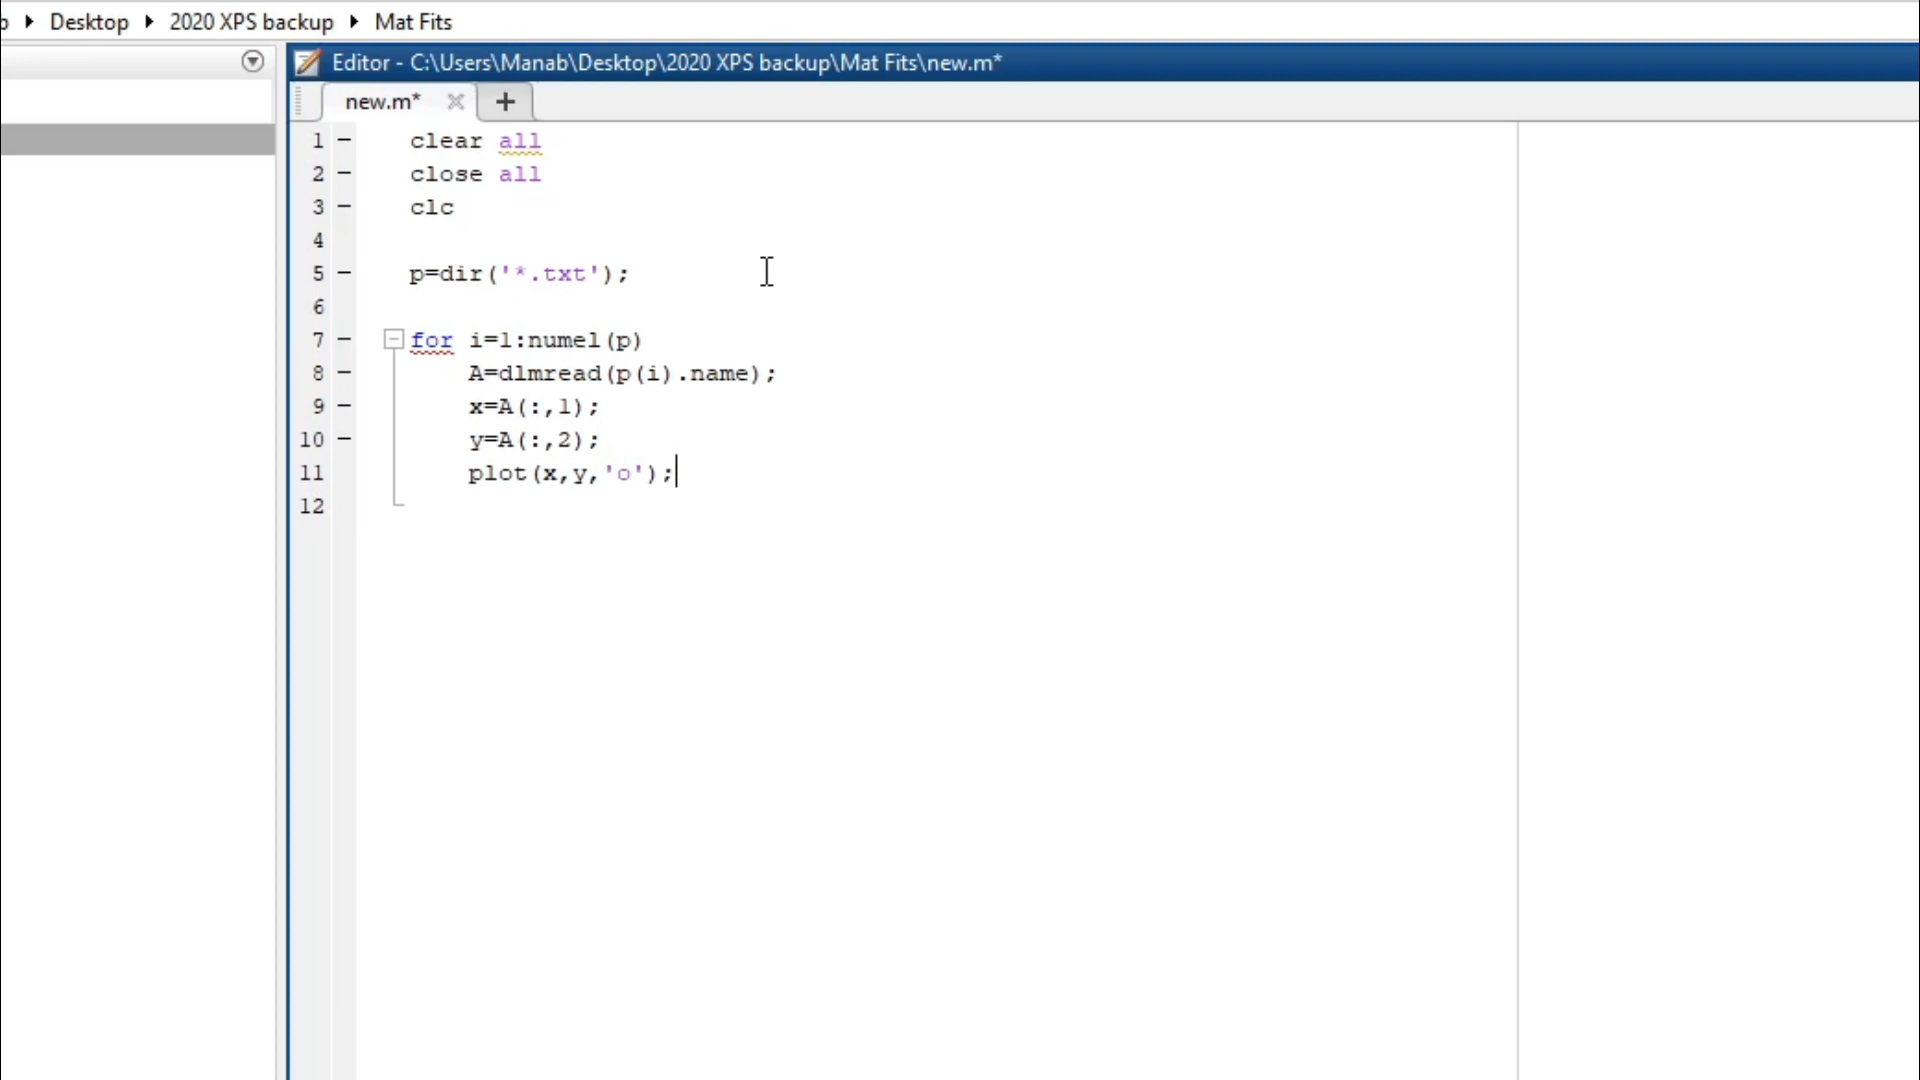 Desktop ▸ 2020 XPS backup ▸ Mat Fits
Editor - C:\Users\Manab\Desktop\2020 XPS backup\Mat Fits\new.m*
new.m*
1 clear all
2 close all
3 clc
4
5 p=dir('*.txt');
6
7 for i=1:numel(p)
8 A=dlmread(p(i).name);
9 x=A(:,1);
10 y=A(:,2);
11 plot(x,y,'o');
12